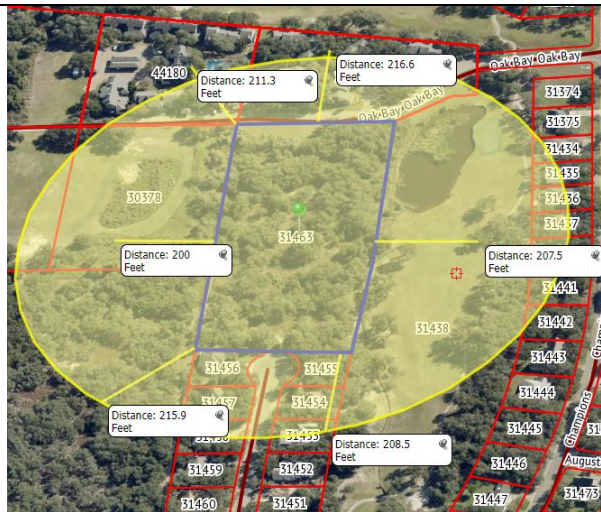 44180
Distance: 211.3
Feet
Distance: 216.6
Feet
Oak Bay Oak Bay
Oak Bay Oak Bay
31374
31375
31434
31435
31436
31437
30378
31463
Distance: 200
Feet
Distance: 207.5
Feet
31441
31438
31442
31443
31456
31455
31444
31457
31454
Distance: 215.9
Feet
31453
31445
Champions
Distance: 208.5
Feet
31459
31452
31446
August
31460
31451
31447
31473